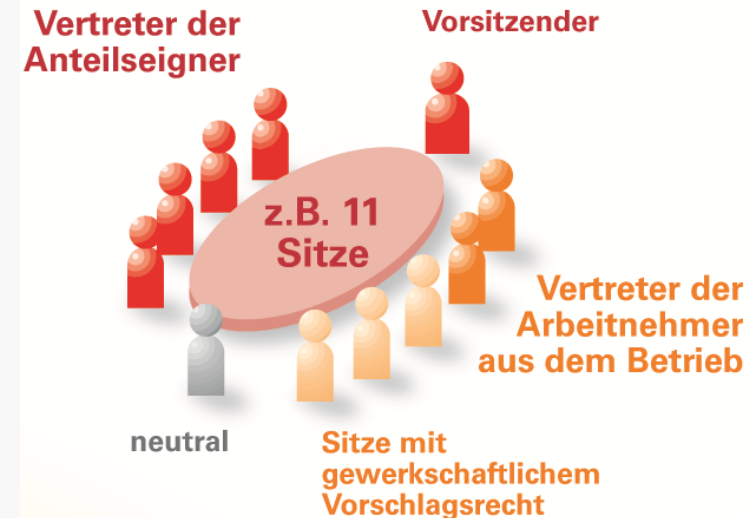 Vertreter der
Anteilseigner
Vorsitzender
z.B. 11
Sitze
Vertreter der
Arbeitnehmer
aus dem Betrieb
neutral
Sitze mit
gewerkschaftlichem
Vorschlagsrecht